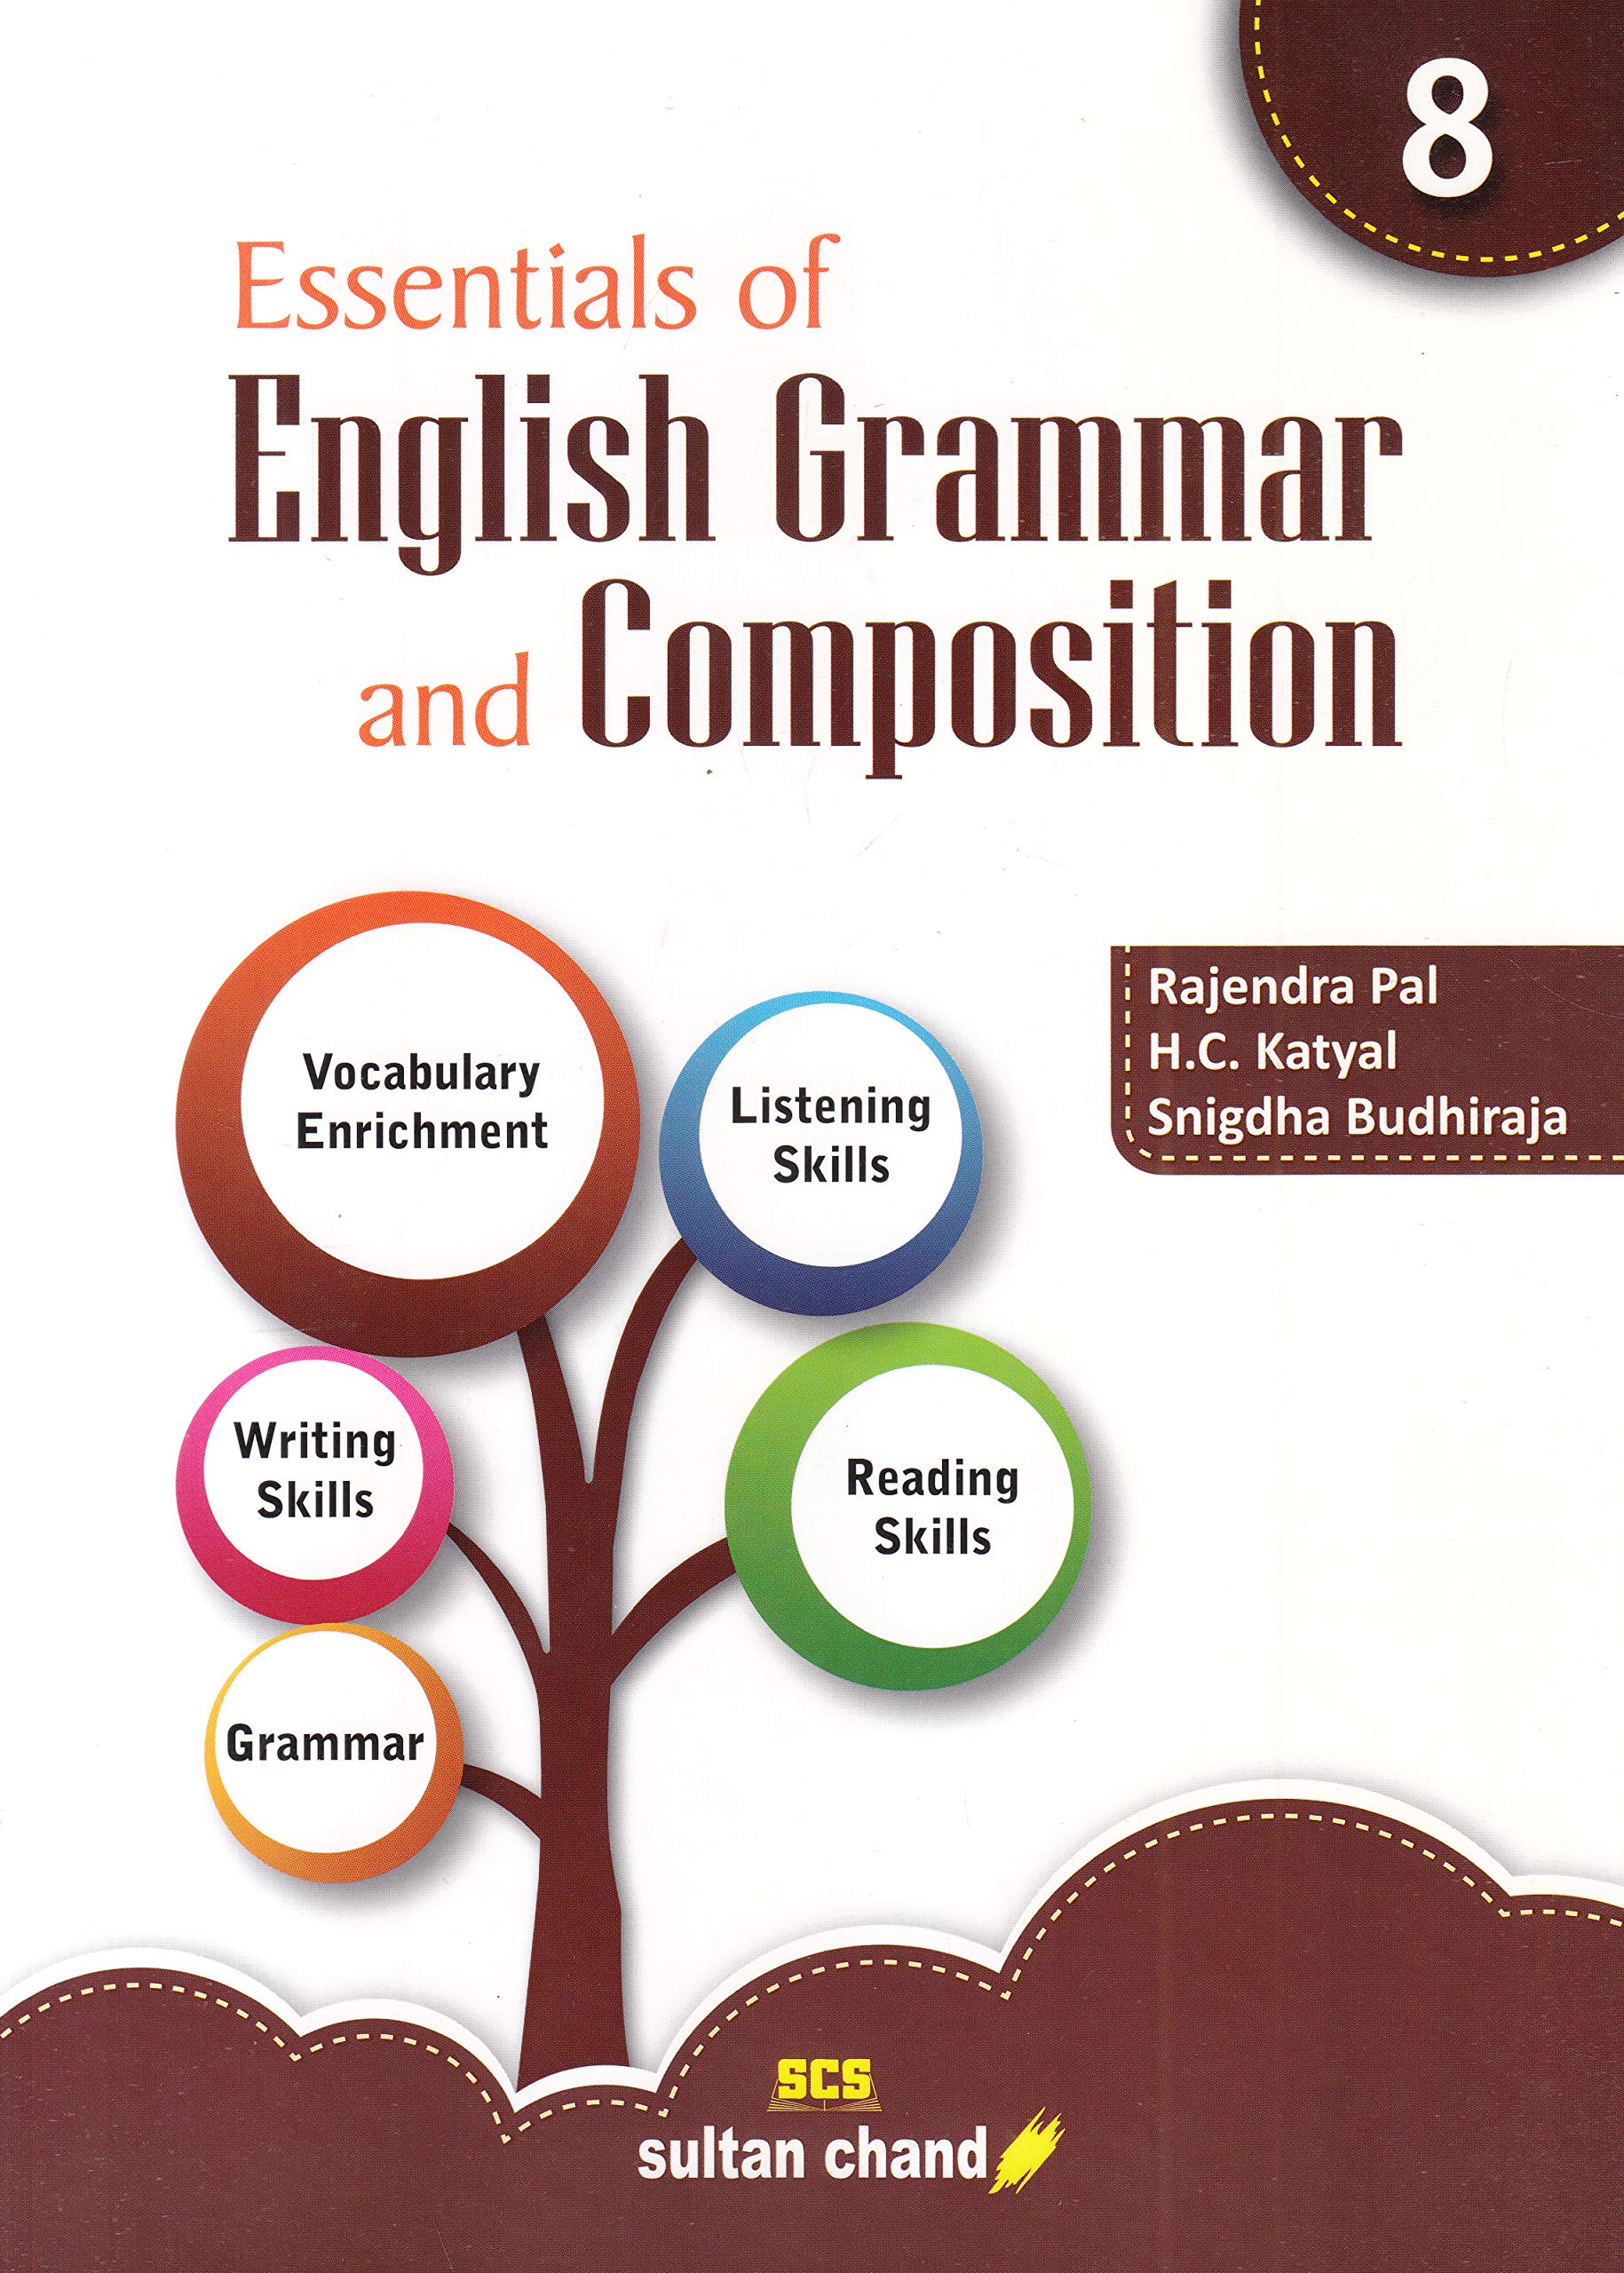 8
Essentials of
English Grammar
and Composition
Rajendra Pal
H.C. Katyal
Snigdha Budhiraja
Vocabulary
Enrichment
Listening
Skills
Writing
Skills
Reading
Skills
Grammar
SCS
sultan chand